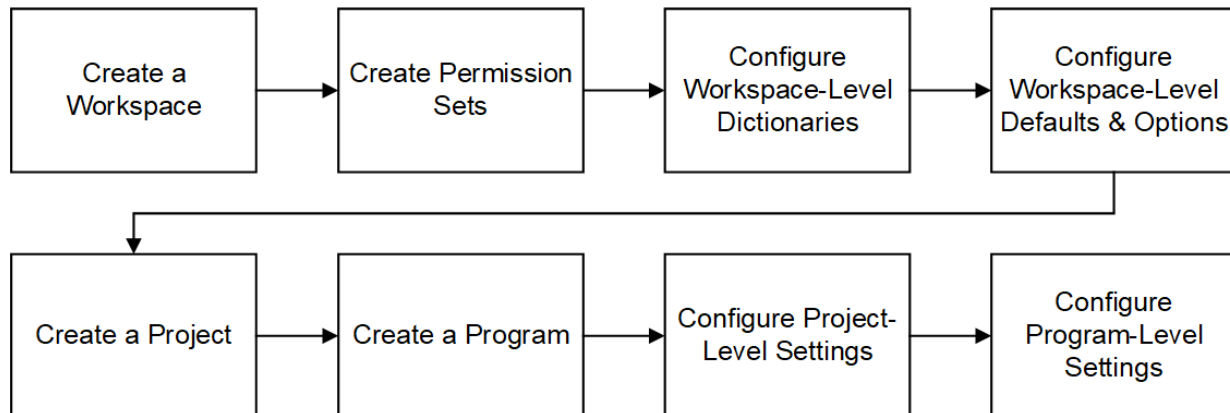 Create a
Workspace
Create Permission
Sets
Configure
Workspace-Level
Dictionaries
Configure
Workspace-Level
Defaults & Options
Create a Project
Create a Program
Configure Project-
Level Settings
Configure
Program-Level
Settings